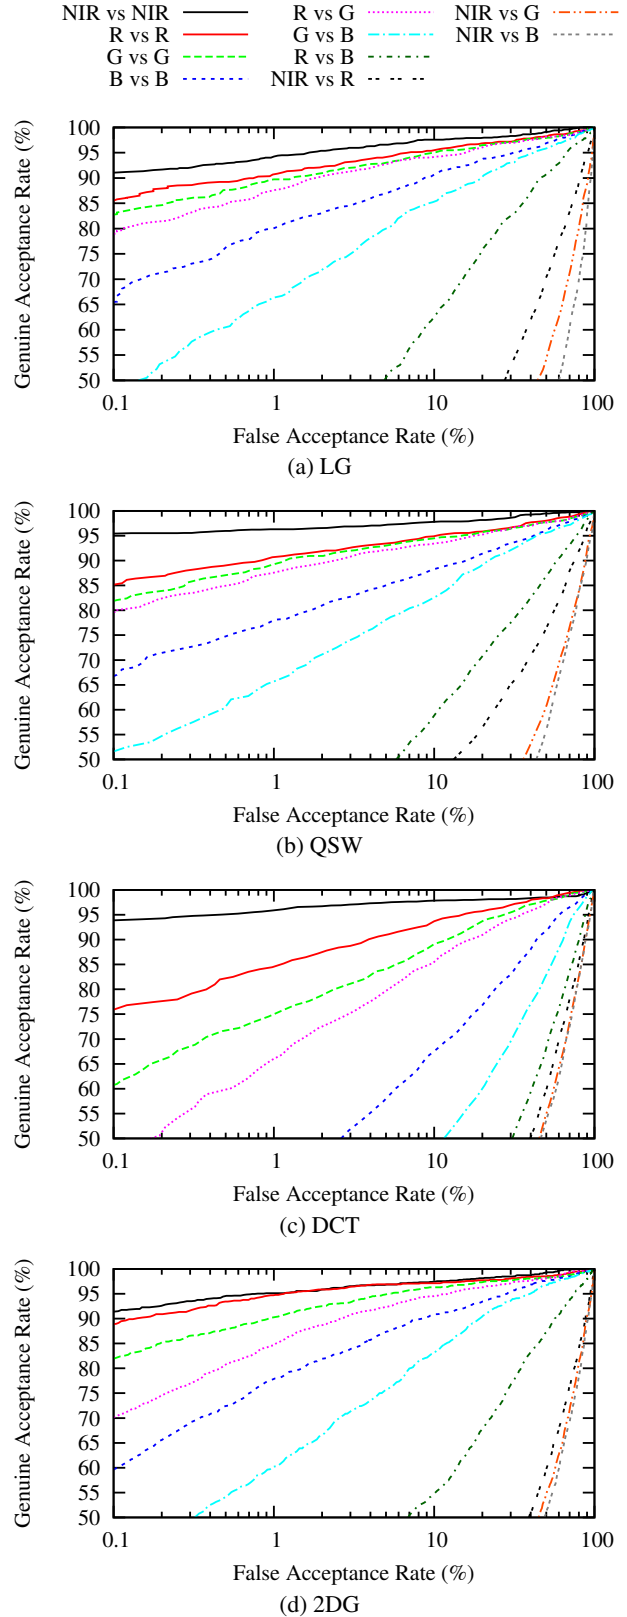 NIR vs NIR
R vs R
G vs G
B vs B
R vs G
G vs B
R vs B
NIR vs R
NIR vs G
NIR vs B
Genuine Acceptance Rate (%)
100
95
90
85
80
75
70
65
60
55
50
0.1 1 10 100
False Acceptance Rate (%)
(a) LG
Genuine Acceptance Rate (%)
100
95
90
85
80
75
70
65
60
55
50
0.1 1 10 100
False Acceptance Rate (%)
(b) QSW
Genuine Acceptance Rate (%)
100
95
90
85
80
75
70
65
60
55
50
0.1 1 10 100
False Acceptance Rate (%)
(c) DCT
Genuine Acceptance Rate (%)
100
95
90
85
80
75
70
65
60
55
50
0.1 1 10 100
False Acceptance Rate (%)
(d) 2DG